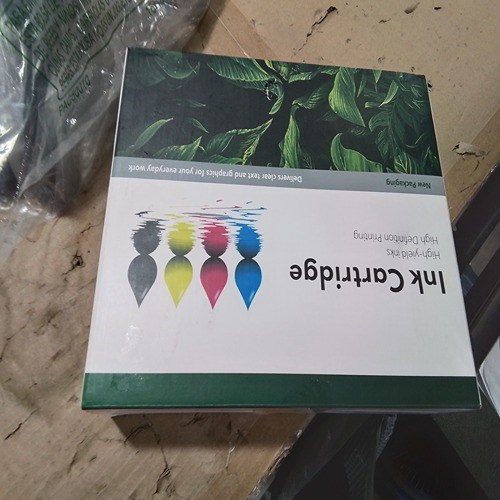 Ink Cartridge
High-yield inks
High Definition Printing
New Packaging
Delivers clear text and graphics for your everyday work